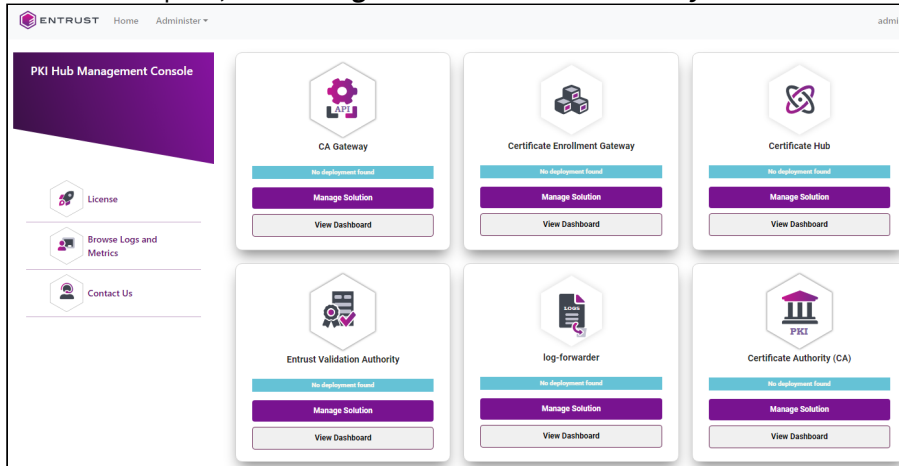 ENTRUST Home Administer
admi
PKI Hub Management Console
License
Browse Logs and
Metrics
Contact Us
API
CA Gateway
No deployment found
Manage Solution
View Dashboard
Certificate Enrollment Gateway
No deployment found
Manage Solution
View Dashboard
Certificate Hub
No deployment found
Manage Solution
View Dashboard
Entrust Validation Authority
No deployment found
Manage Solution
View Dashboard
LOGS
log-forwarder
No deployment found
Manage Solution
View Dashboard
PKI
Certificate Authority (CA)
No deployment found
Manage Solution
View Dashboard